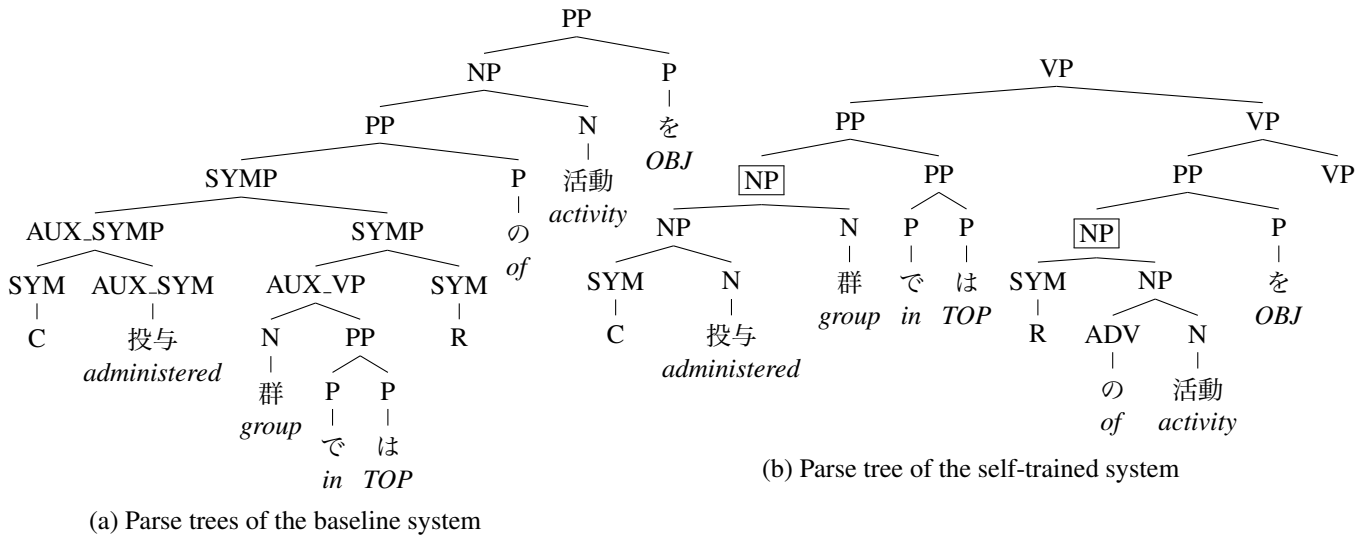 PP
NP P
PP N を
OBJ
SYMP P 活動
activity
AUX_SYMP SYMP の
of
SYM AUX_SYM AUX_VP SYM
C 投与 N PP R
administered
群 P P
group
で は
in TOP
(a) Parse trees of the baseline system
VP
PP VP
NP PP PP VP
NP N P P NP P
SYM N 群 で は SYM NP を
group in TOP OBJ
C 投与 R ADV N
administered
の 活動
of activity
(b) Parse tree of the self-trained system